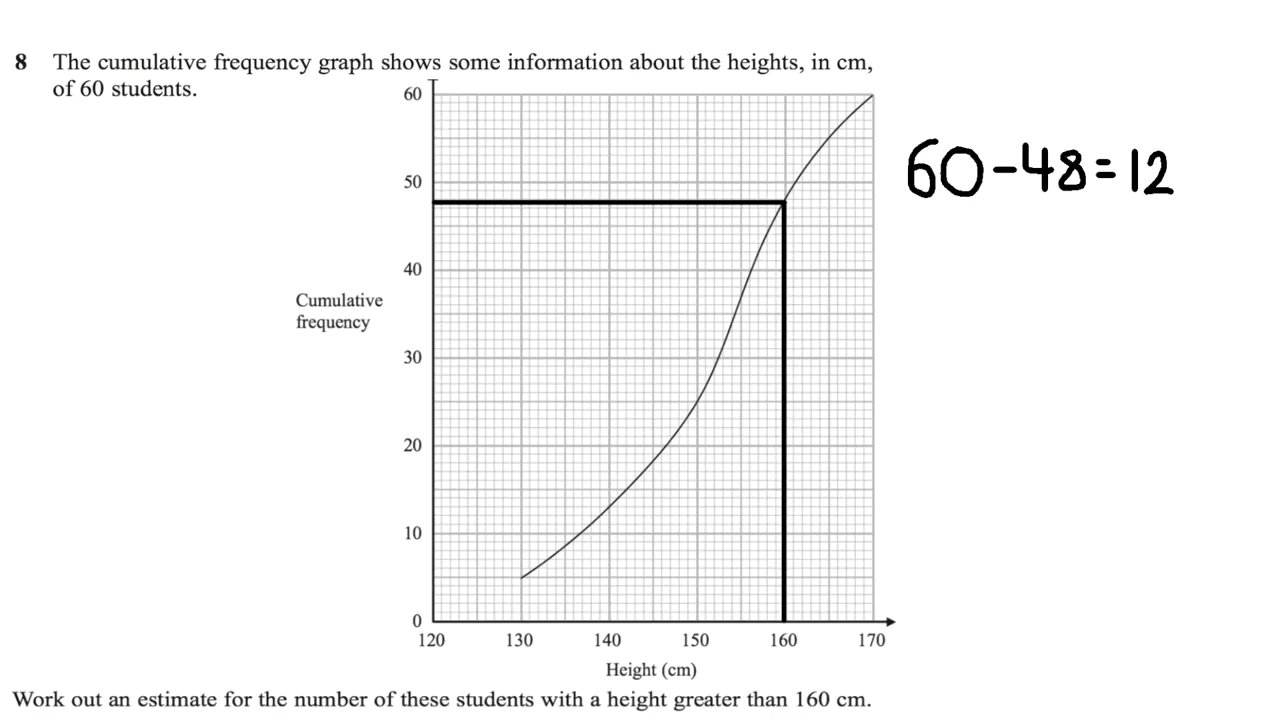 8 The cumulative frequency graph shows some information about the heights, in cm,
of 60 students.
60
60-48=12
50
40
Cumulative
frequency
30
20
10
0
120 130 140 150 160 170
Height (cm)
Work out an estimate for the number of these students with a height greater than 160 cm.